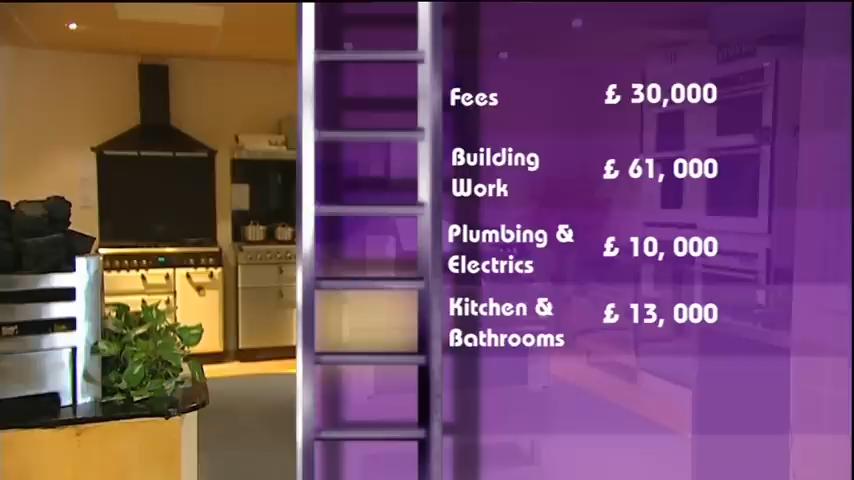 Fees £ 30,000
Building
Work £ 61, 000
Plumbing &
Electrics £ 10, 000
Kitchen &
Bathrooms £ 13, 000